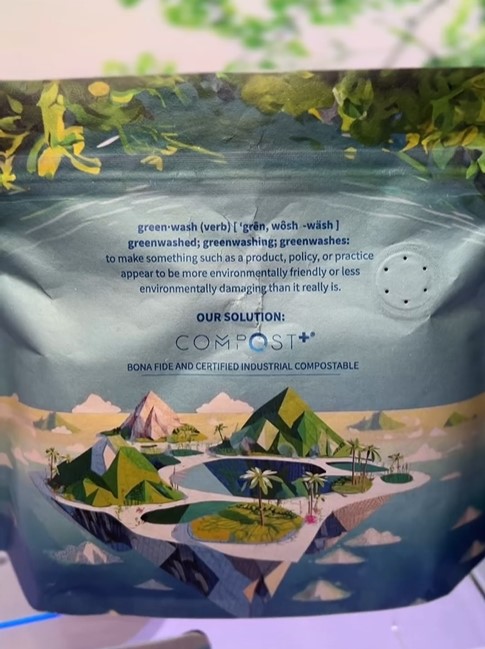 green·wash (verb) [ ˈgrēn, wȯsh -wäsh ]
greenwashed; greenwashing; greenwashes:
to make something such as a product, policy, or practice
appear to be more environmentally friendly or less
environmentally damaging than it really is.
OUR SOLUTION:
COMPOST+®
BONA FIDE AND CERTIFIED INDUSTRIAL COMPOSTABLE